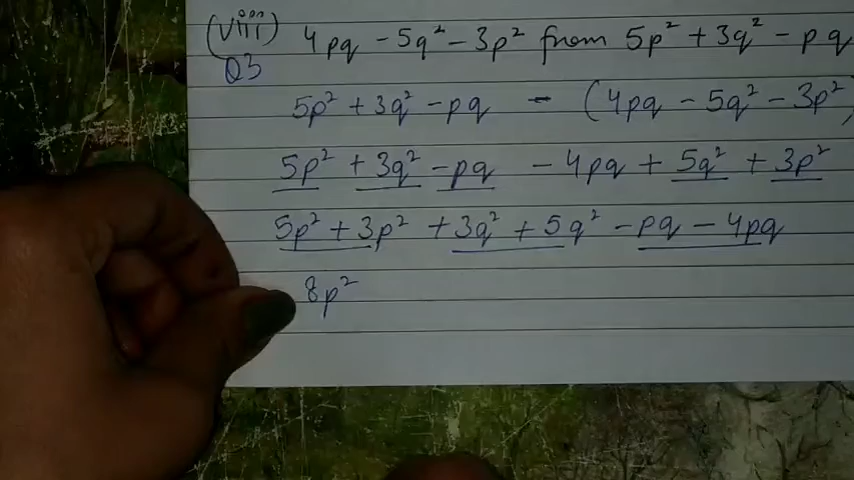 (viii) 4pq - 5q² - 3p² from 5p² + 3q² - pq
Q3
5p² + 3q² - pq - (4pq - 5q² - 3p²)
5p² + 3q² - pq - 4pq + 5q² + 3p²
5p² + 3p² + 3q² + 5q² - pq - 4pq
8p²